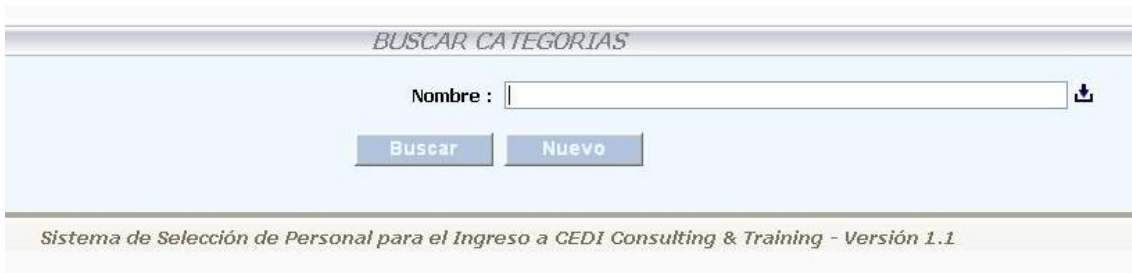 BUSCAR CATEGORIAS
Nombre :
Buscar Nuevo
Sistema de Selección de Personal para el Ingreso a CEDI Consulting & Training - Versión 1.1